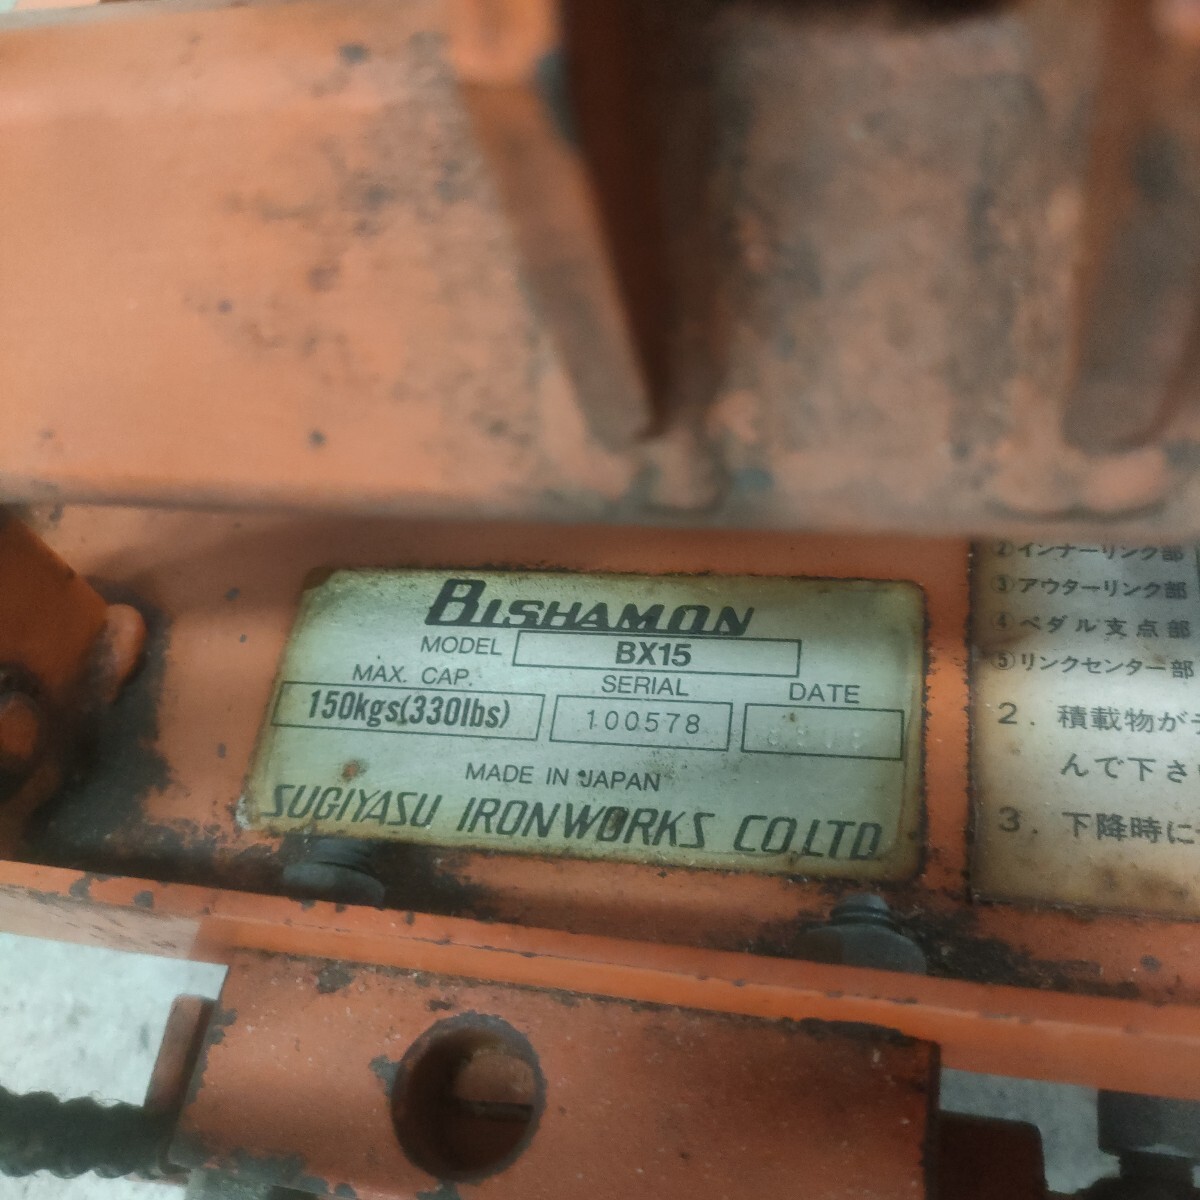 BISHAMON
MODEL BX15
MAX. CAP. SERIAL DATE
150kgs(330lbs) 100578
MADE IN JAPAN
SUGIYASU IRONWORKS CO.LTD
②インナーリンク部
③アウターリンク部
④ペダル支点部
⑤リンクセンター部
2. 積載物が
んで下さ
3. 下降時に